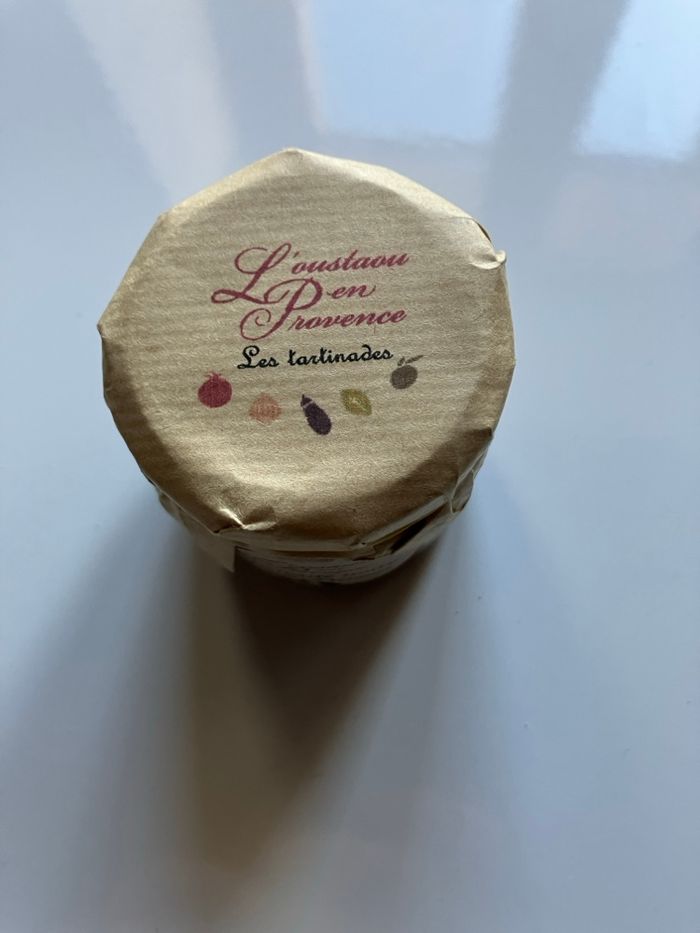 L'oustaou
en
Provence
Les tartinades